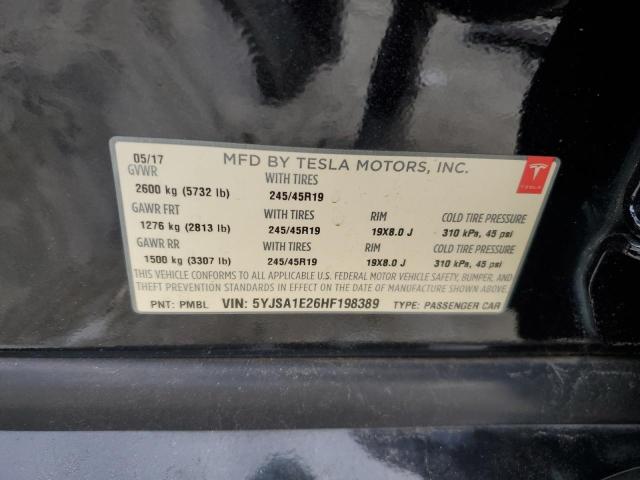 05/17 MFD BY TESLA MOTORS, INC.
GVWR WITH TIRES
2600 kg (5732 lb) 245/45R19
GAWR FRT WITH TIRES RIM COLD TIRE PRESSURE
1276 kg (2813 lb) 245/45R19 19X8.0 J 310 kPa, 45 psi
GAWR RR WITH TIRES RIM COLD TIRE PRESSURE
1500 kg (3307 lb) 245/45R19 19X8.0 J 310 kPa, 45 psi
THIS VEHICLE CONFORMS TO ALL APPLICABLE U.S. FEDERAL MOTOR VEHICLE SAFETY, BUMPER, AND
THEFT PREVENTION STANDARDS IN EFFECT ON THE DATE OF MANUFACTURE SHOWN ABOVE.
PNT: PMBL VIN: 5YJSA1E26HF198389 TYPE: PASSENGER CAR
TESLA